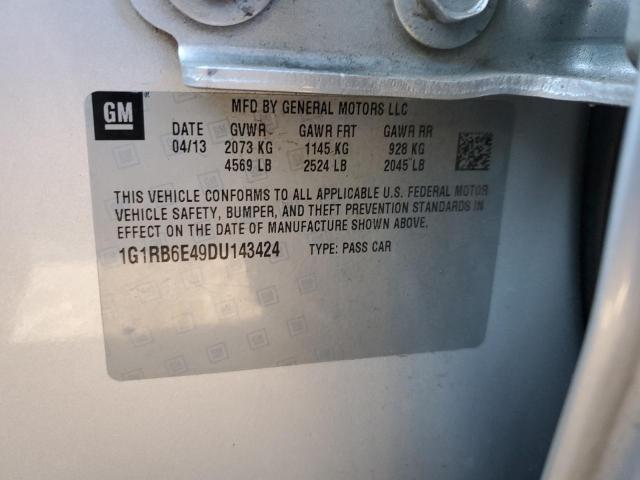 GM
MFD BY GENERAL MOTORS LLC
DATE GVWR GAWR FRT GAWR RR
04/13 2073 KG 1145 KG 928 KG
4569 LB 2524 LB 2045 LB
THIS VEHICLE CONFORMS TO ALL APPLICABLE U.S. FEDERAL MOTOR
VEHICLE SAFETY, BUMPER, AND THEFT PREVENTION STANDARDS IN
EFFECT ON THE DATE OF MANUFACTURE SHOWN ABOVE.
1G1RB6E49DU143424 TYPE: PASS CAR